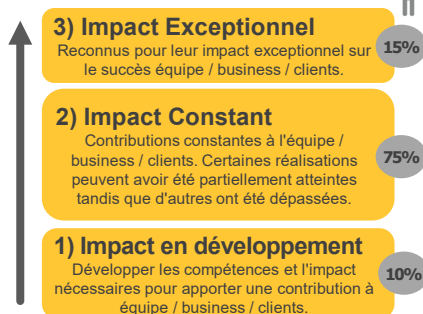 3) Impact Exceptionnel
Reconnus pour leur impact exceptionnel sur
le succès équipe / business / clients.
15%
2) Impact Constant
Contributions constantes à l'équipe /
business / clients. Certaines réalisations
peuvent avoir été partiellement atteintes
tandis que d'autres ont été dépassées.
75%
1) Impact en développement
Développer les compétences et l'impact
nécessaires pour apporter une contribution à
équipe / business / clients.
10%